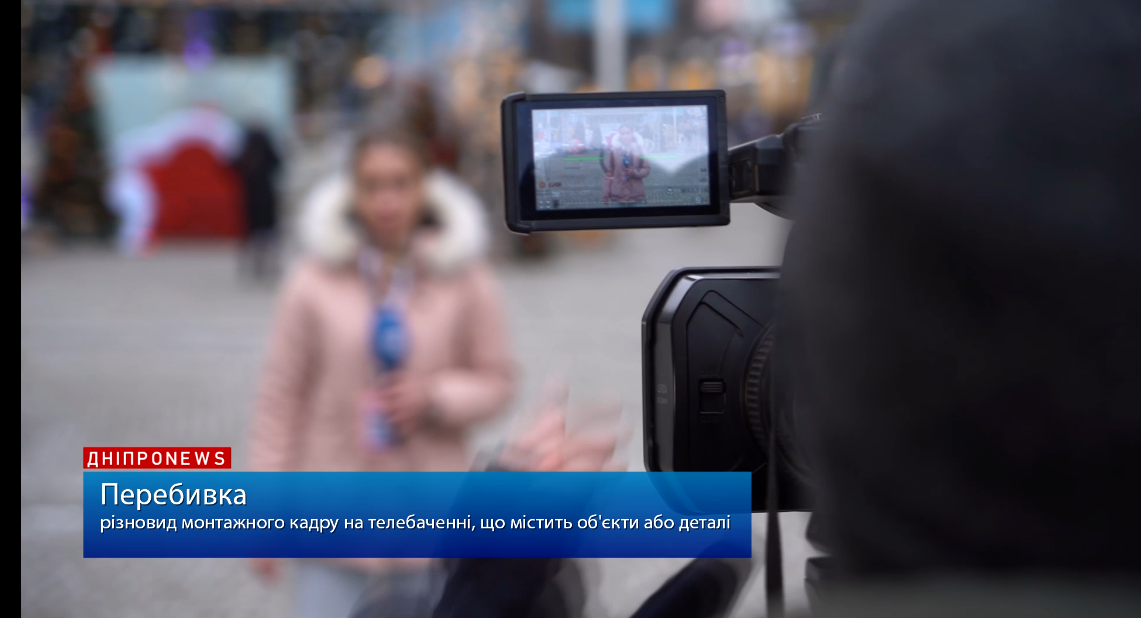 ДНІПРОNEWS
Перебивка
різновид монтажного кадру на телебаченні, що містить об'єкти або деталі